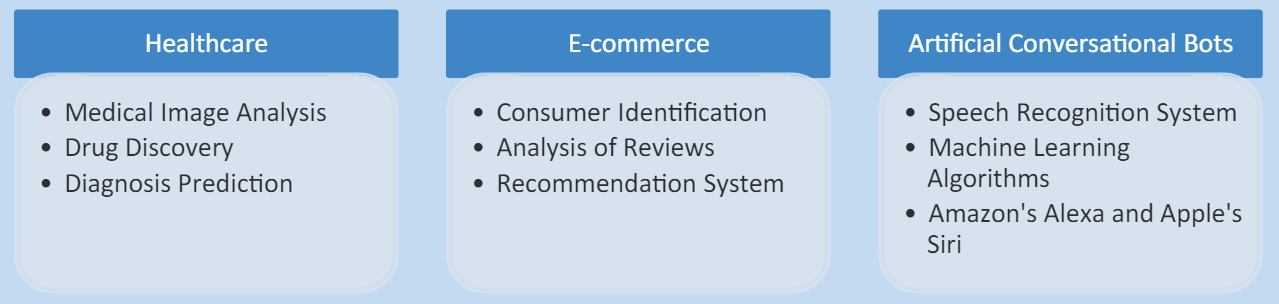 Healthcare
• Medical Image Analysis
• Drug Discovery
• Diagnosis Prediction
E-commerce
• Consumer Identification
• Analysis of Reviews
• Recommendation System
Artificial Conversational Bots
• Speech Recognition System
• Machine Learning
Algorithms
• Amazon's Alexa and Apple's
Siri